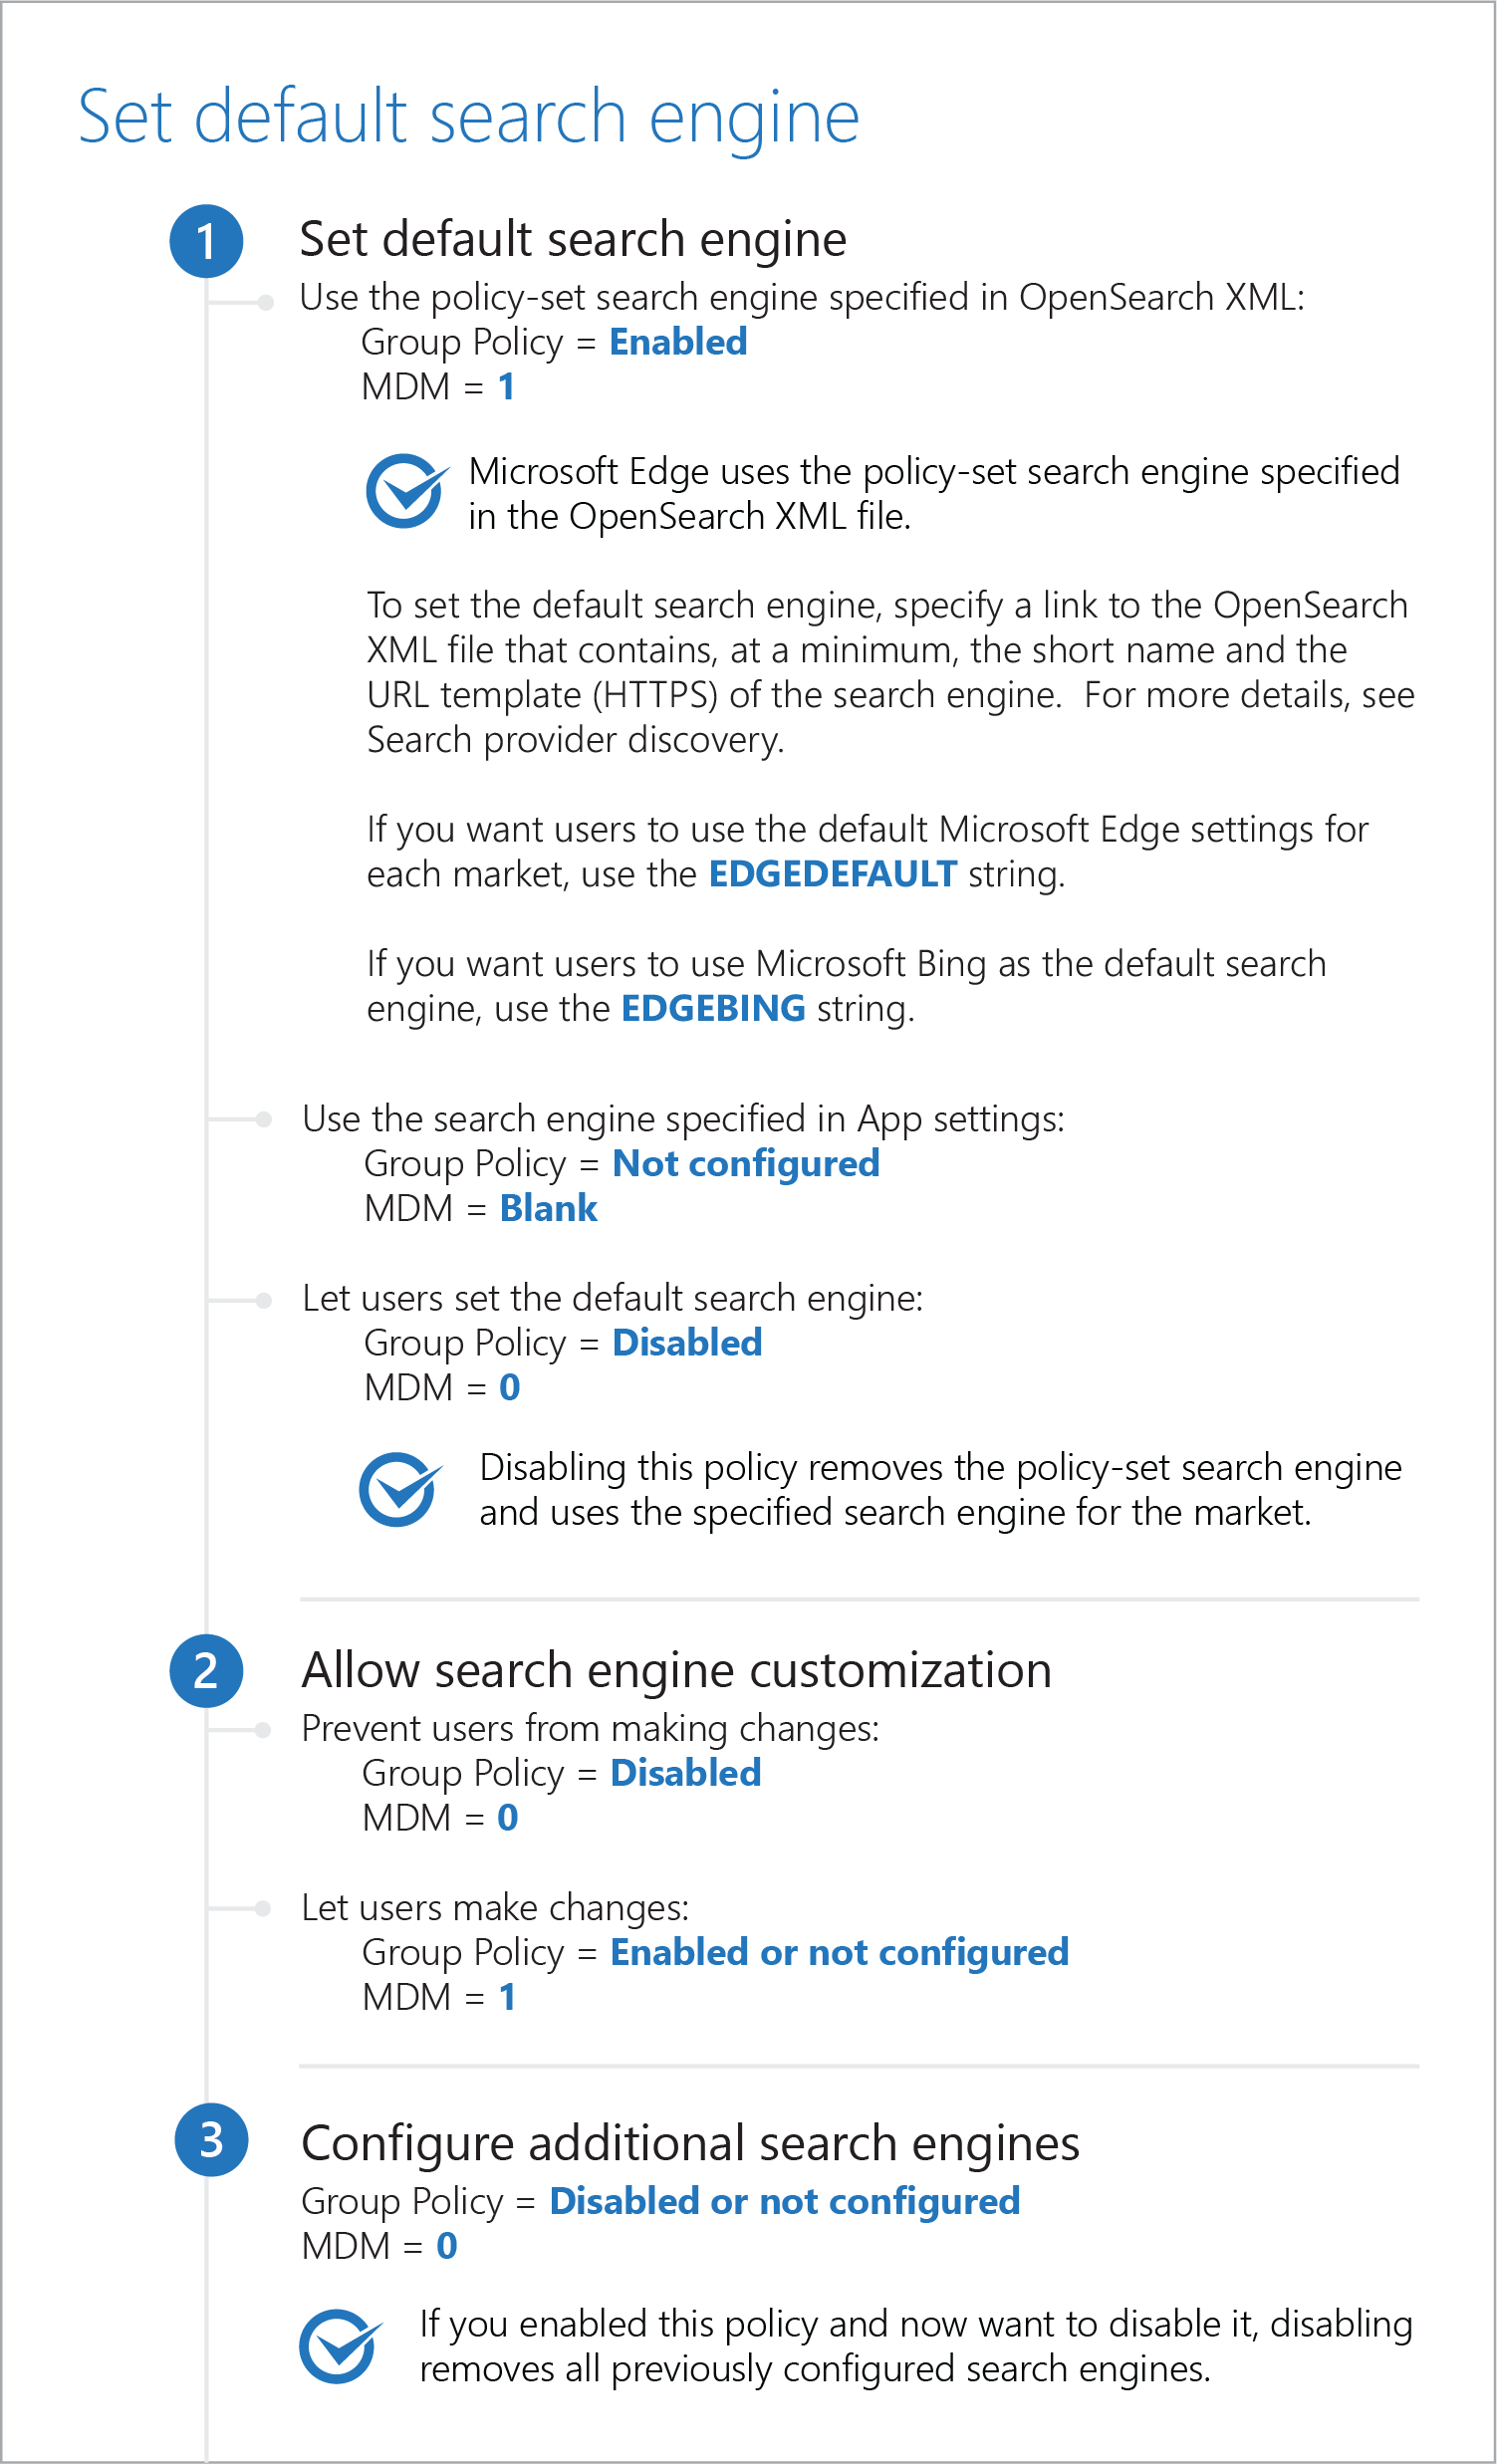 Set default search engine
1
Set default search engine
Use the policy-set search engine specified in OpenSearch XML:
Group Policy = Enabled
MDM = 1
Microsoft Edge uses the policy-set search engine specified
in the OpenSearch XML file.
To set the default search engine, specify a link to the OpenSearch
XML file that contains, at a minimum, the short name and the
URL template (HTTPS) of the search engine.  For more details, see
Search provider discovery.
If you want users to use the default Microsoft Edge settings for
each market, use the EDGEDEFAULT string.
If you want users to use Microsoft Bing as the default search
engine, use the EDGEBING string.
Use the search engine specified in App settings:
Group Policy = Not configured
MDM = Blank
Let users set the default search engine:
Group Policy = Disabled
MDM = 0
Disabling this policy removes the policy-set search engine
and uses the specified search engine for the market.
2
Allow search engine customization
Prevent users from making changes:
Group Policy = Disabled
MDM = 0
Let users make changes:
Group Policy = Enabled or not configured
MDM = 1
3
Configure additional search engines
Group Policy = Disabled or not configured
MDM = 0
If you enabled this policy and now want to disable it, disabling
removes all previously configured search engines.